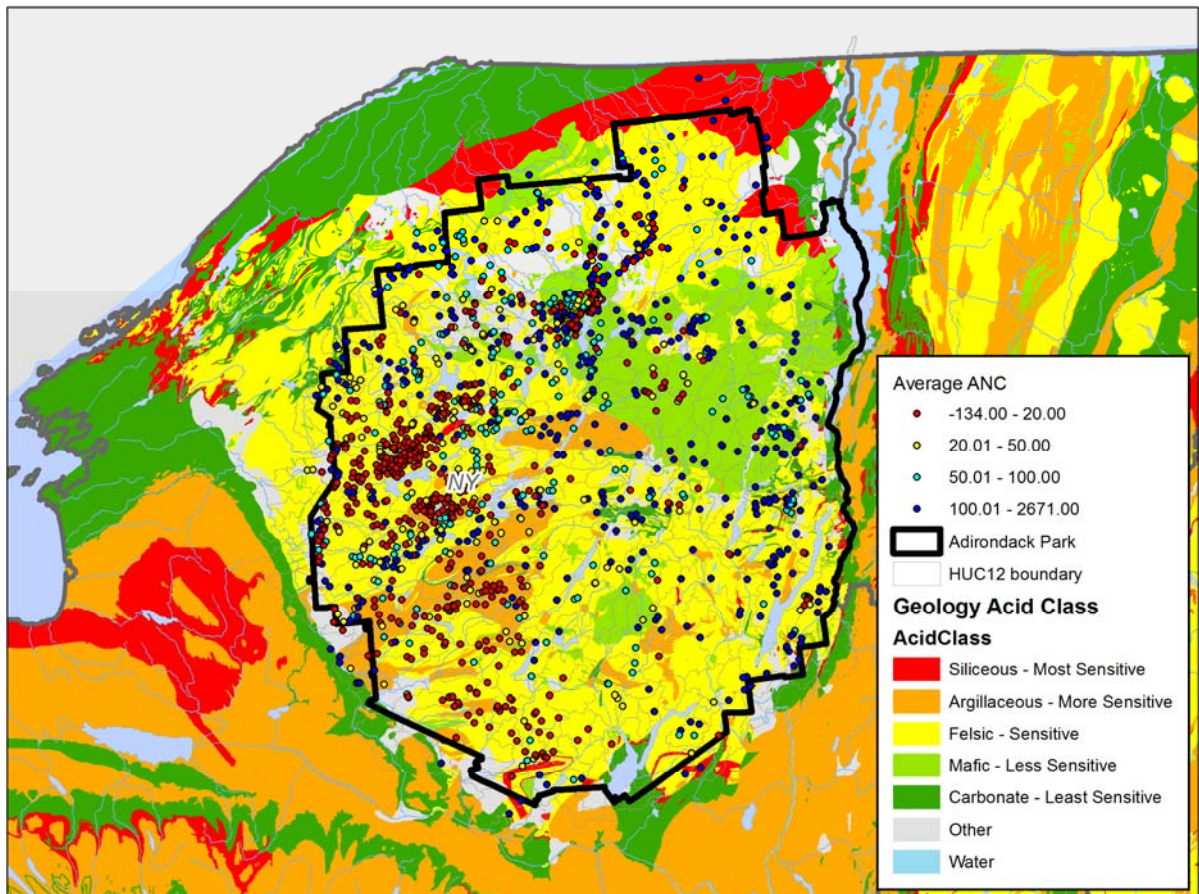 NY
Average ANC
-134.00 - 20.00
20.01 - 50.00
50.01 - 100.00
100.01 - 2671.00
Adirondack Park
HUC12 boundary
Geology Acid Class
AcidClass
Siliceous - Most Sensitive
Argillaceous - More Sensitive
Felsic - Sensitive
Mafic - Less Sensitive
Carbonate - Least Sensitive
Other
Water